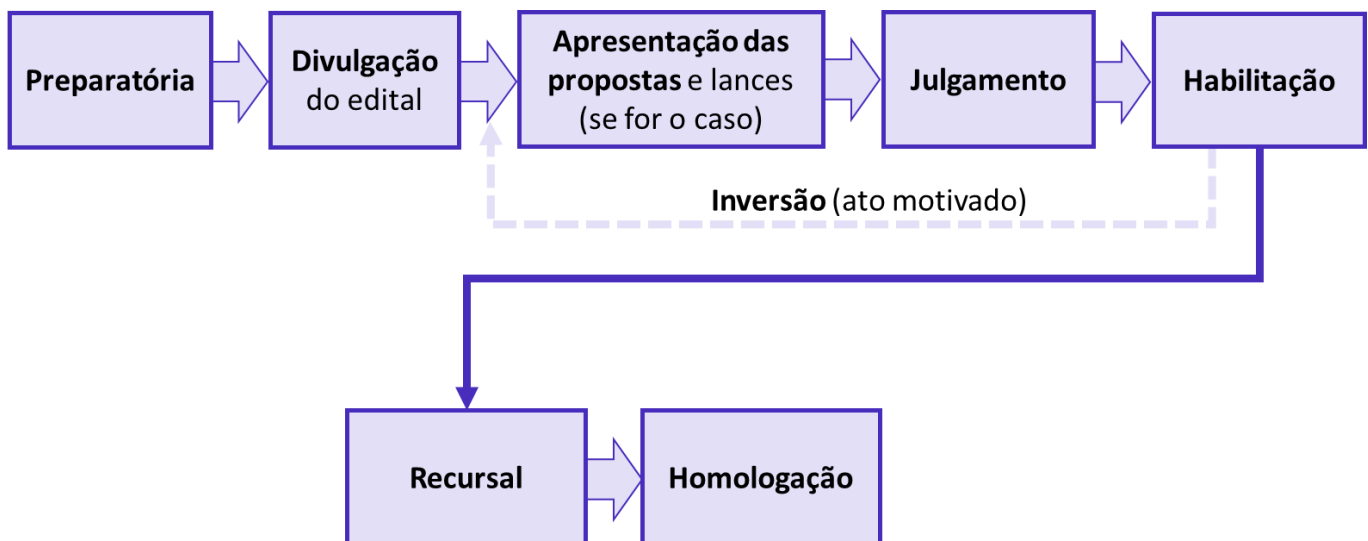 Preparatória
Divulgação
do edital
Apresentação das
propostas e lances
(se for o caso)
Julgamento
Habilitação
Inversão (ato motivado)
Recursal
Homologação